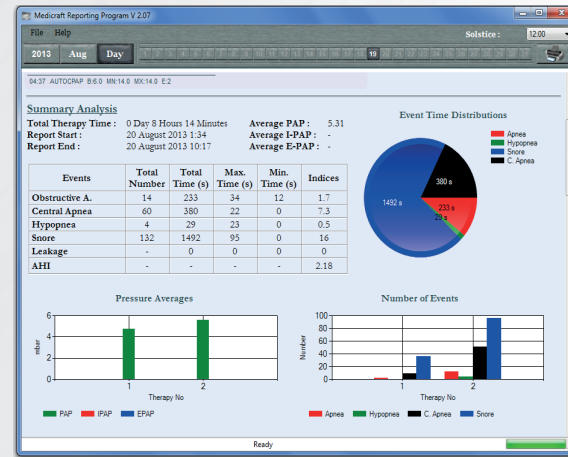 Medicraft Reporting Program V 2.07
File Help Solstice : 12:00
2013 Aug Day 19
04:37 AUTOCPAP B:6.0 MN:14.0 MX:14.0 E:2
Summary Analysis
Total Therapy Time : 0 Day 8 Hours 14 Minutes Average PAP : 5.31
Report Start : 20 August 2013 1:34 Average I-PAP : -
Report End : 20 August 2013 10:17 Average E-PAP : -
Events Total Number Total Time (s) Max. Time (s) Min. Time (s) Indices
Obstructive A. 14 233 34 12 1.7
Central Apnea 60 380 22 0 7.3
Hypopnea 4 29 23 0 0.5
Snore 132 1492 95 0 16
Leakage - 0 0 0 0
AHI - - - - 2.18
Event Time Distributions
Apnea
Hypopnea
Snore
C. Apnea
380 s
1492 s
233 s
29 s
Pressure Averages
6
4
2
0
mbar
1 2
Therapy No
PAP IPAP EPAP
Number of Events
100
80
60
40
20
0
Number
1 2
Therapy No
Apnea Hypopnea C. Apnea Snore
Ready